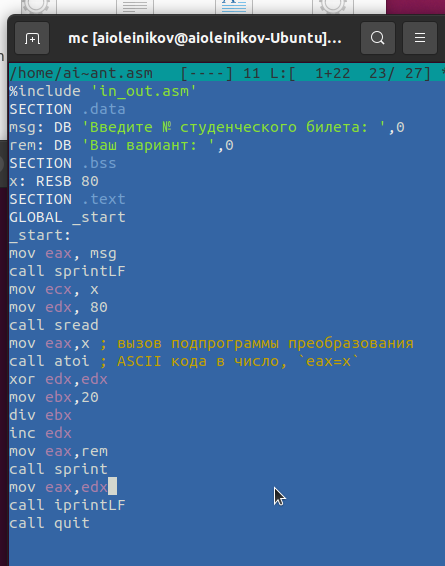 mc [aioleinikov@aioleinikov-Ubuntu]...
/home/ai~ant.asm [----] 11 L:[ 1+22 23/ 27] *
%include 'in_out.asm'
SECTION .data
msg: DB 'Введите № студенческого билета: ',0
rem: DB 'Ваш вариант: ',0
SECTION .bss
x: RESB 80
SECTION .text
GLOBAL _start
_start:
mov eax, msg
call sprintLF
mov ecx, x
mov edx, 80
call sread
mov eax,x ; вызов подпрограммы преобразования
call atoi ; ASCII кода в число, `eax=x`
xor edx,edx
mov ebx,20
div ebx
inc edx
mov eax,rem
call sprint
mov eax,edx
call iprintLF
call quit